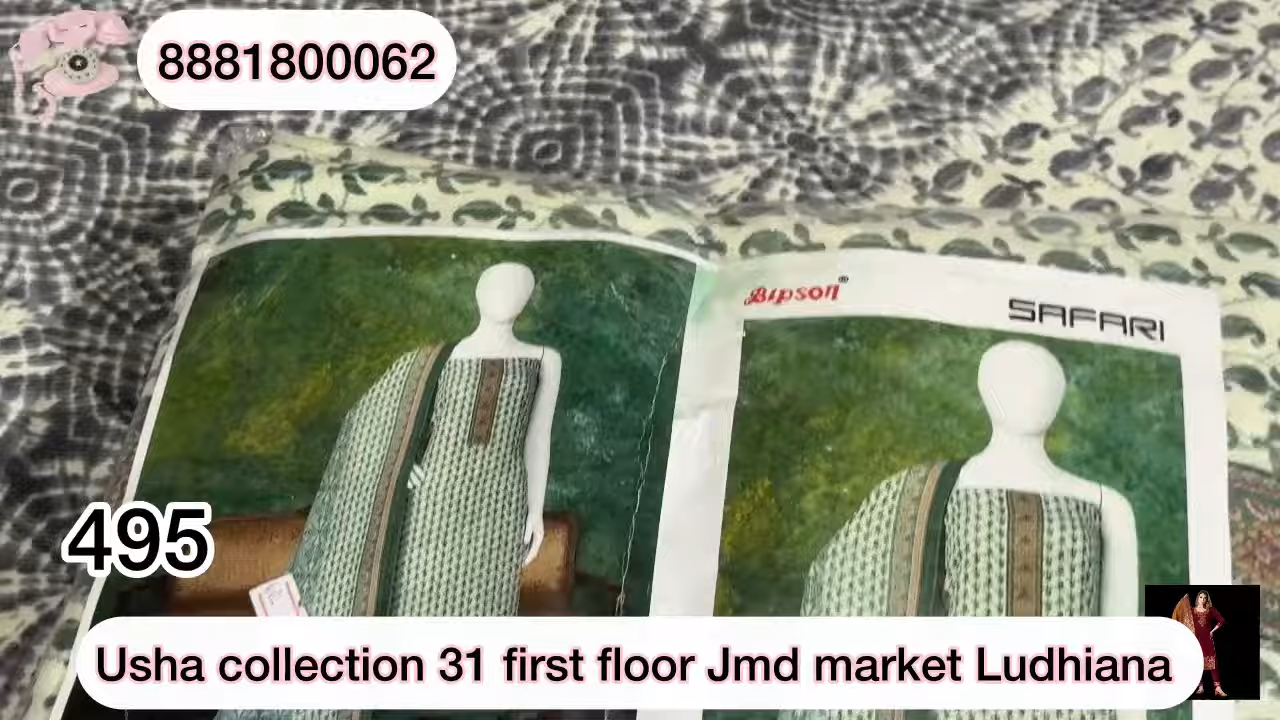 8881800062
Bipson®
SAFARI
495
Usha collection 31 first floor Jmd market Ludhiana